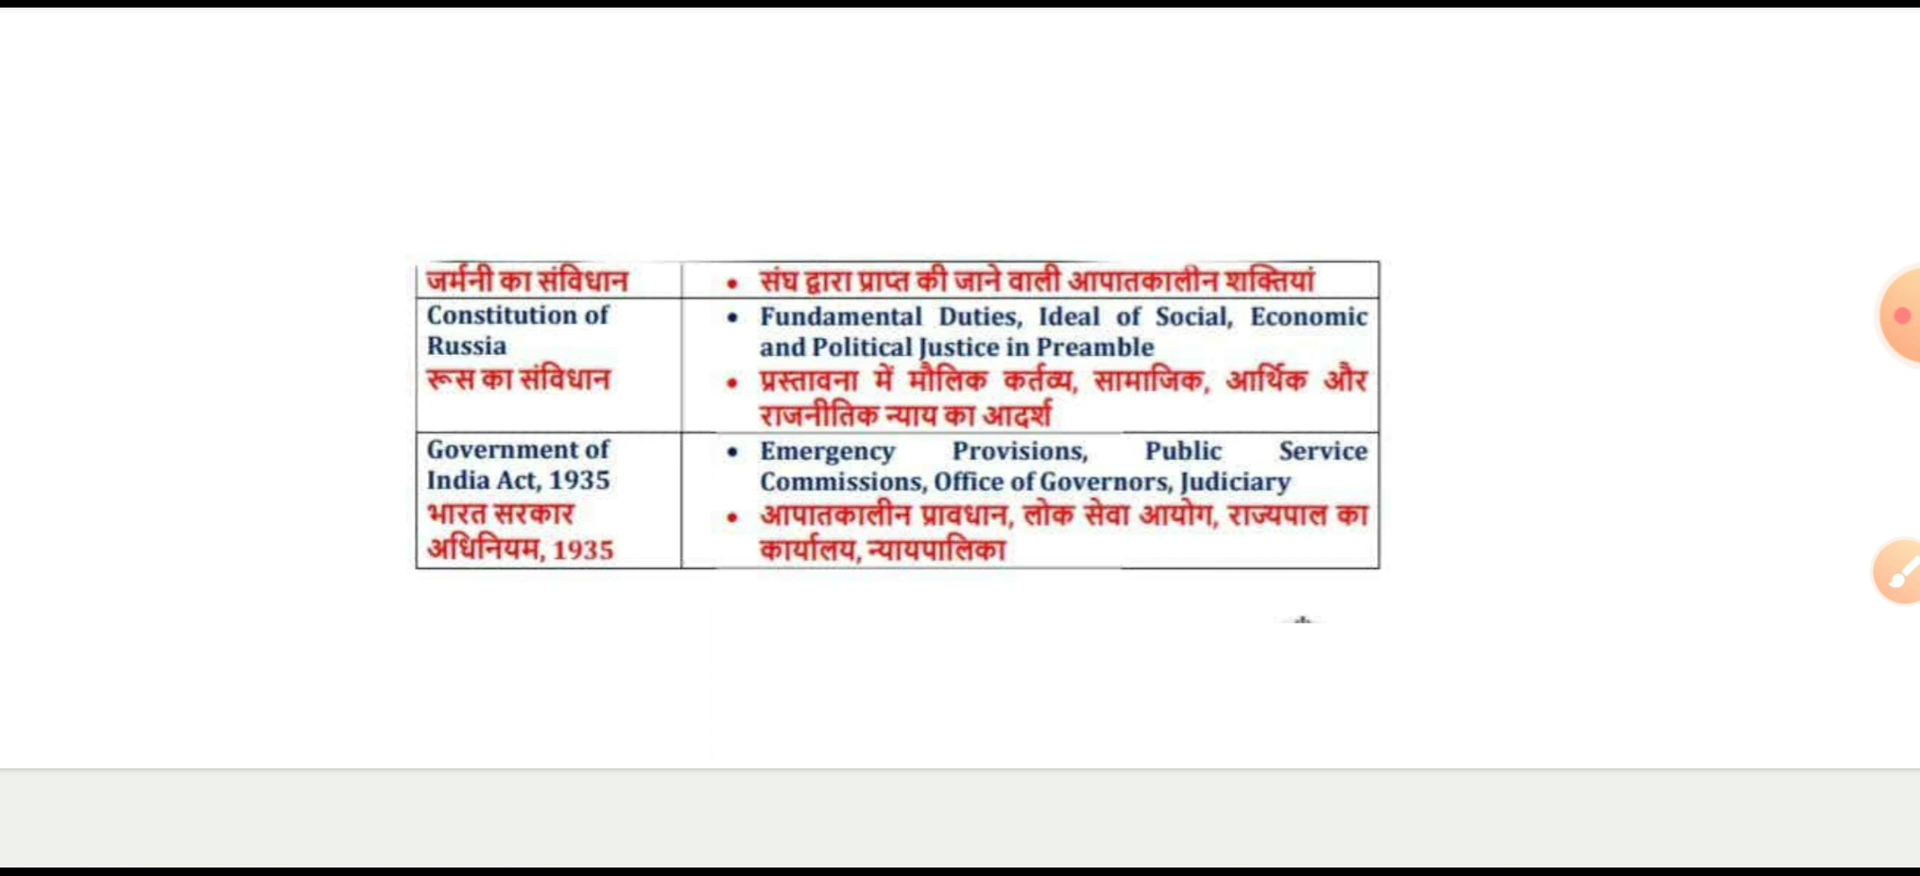 जर्मनी का संविधान
• संघ द्वारा प्राप्त की जाने वाली आपातकालीन शक्तियां
Constitution of
Russia
रूस का संविधान
• Fundamental Duties, Ideal of Social, Economic
and Political Justice in Preamble
• प्रस्तावना में मौलिक कर्तव्य, सामाजिक, आर्थिक और
राजनीतिक न्याय का आदर्श
Government of
India Act, 1935
भारत सरकार
अधिनियम, 1935
• Emergency Provisions, Public Service
Commissions, Office of Governors, Judiciary
• आपातकालीन प्रावधान, लोक सेवा आयोग, राज्यपाल का
कार्यालय, न्यायपालिका